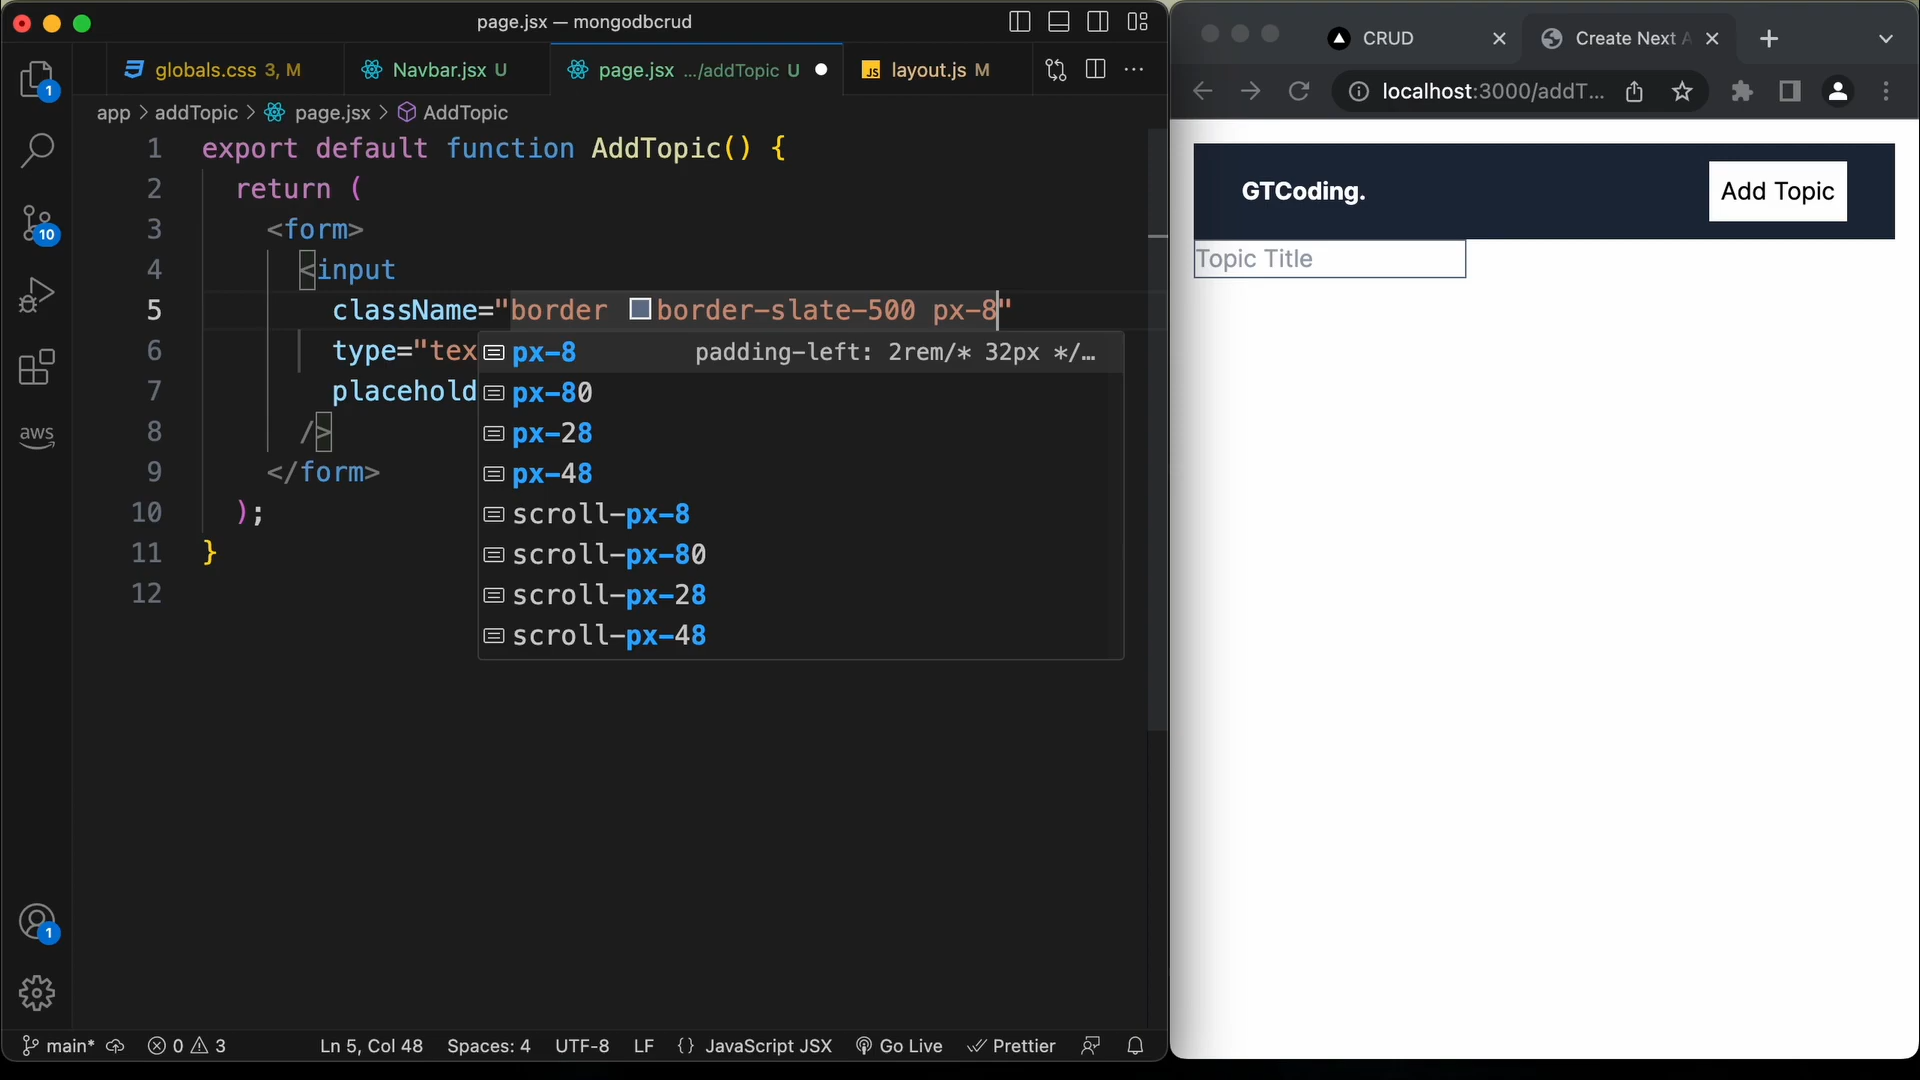 page.jsx — mongodbcrud
globals.css 3, M
Navbar.jsx U
page.jsx .../addTopic U
layout.js M
app > addTopic > page.jsx > AddTopic
1 export default function AddTopic() {
2 return (
3 <form>
4 <input
5 className="border border-slate-500 px-8"
6 type="tex
7 placehold
8 />
9 </form>
10 );
11 }
12
px-8 padding-left: 2rem/* 32px */…
px-80
px-28
px-48
scroll-px-8
scroll-px-80
scroll-px-28
scroll-px-48
1
10
aws
1
main* 0 3 Ln 5, Col 48 Spaces: 4 UTF-8 LF {} JavaScript JSX Go Live Prettier
CRUD
Create Next A
localhost:3000/addT...
GTCoding.
Add Topic
Topic Title